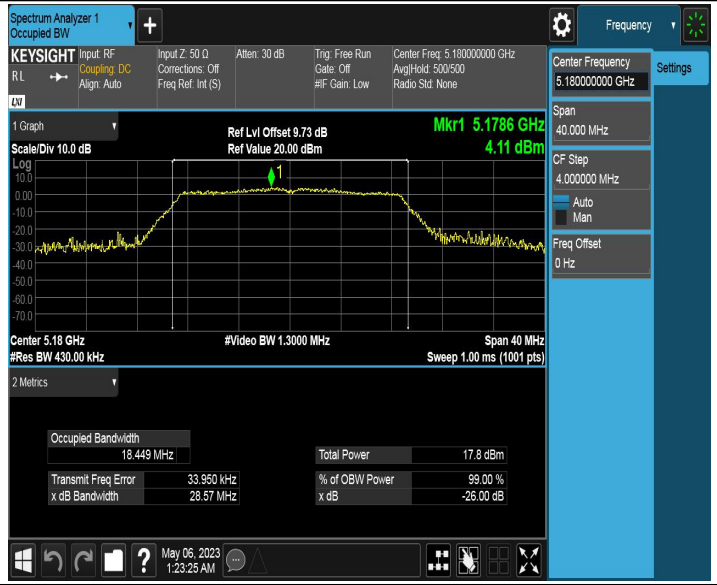 Spectrum Analyzer 1
Occupied BW
Frequency
KEYSIGHT
RL
LXI
Input: RF
Coupling: DC
Align: Auto
Input Z: 50 Ω
Corrections: Off
Freq Ref: Int (S)
Atten: 30 dB
Trig: Free Run
Gate: Off
#IF Gain: Low
Center Freq: 5.180000000 GHz
Avg|Hold: 500/500
Radio Std: None
Center Frequency
5.180000000 GHz
Settings
Span
40.000 MHz
CF Step
4.000000 MHz
Auto
Man
Freq Offset
0 Hz
1 Graph
Scale/Div 10.0 dB
Ref Lvl Offset 9.73 dB
Ref Value 20.00 dBm
Mkr1 5.1786 GHz
4.11 dBm
Log
10.0
0.00
-10.0
-20.0
-30.0
-40.0
-50.0
-60.0
-70.0
1
Center 5.18 GHz
#Video BW 1.3000 MHz
Span 40 MHz
#Res BW 430.00 kHz
Sweep 1.00 ms (1001 pts)
2 Metrics
Occupied Bandwidth
18.449 MHz
Total Power 17.8 dBm
Transmit Freq Error 33.950 kHz
% of OBW Power 99.00 %
x dB Bandwidth 28.57 MHz
x dB -26.00 dB
?
May 06, 2023
1:23:25 AM